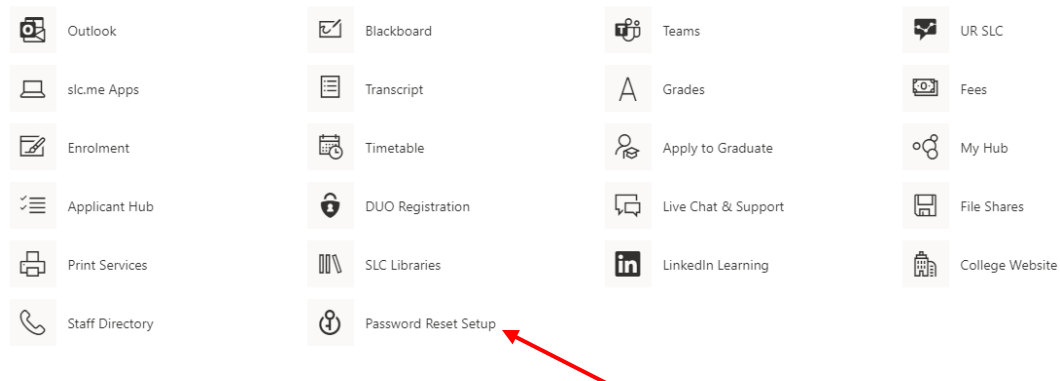 Outlook
Blackboard
Teams
UR SLC
slc.me Apps
Transcript
Grades
Fees
Enrolment
Timetable
Apply to Graduate
My Hub
Applicant Hub
DUO Registration
Live Chat & Support
File Shares
Print Services
SLC Libraries
LinkedIn Learning
College Website
Staff Directory
Password Reset Setup